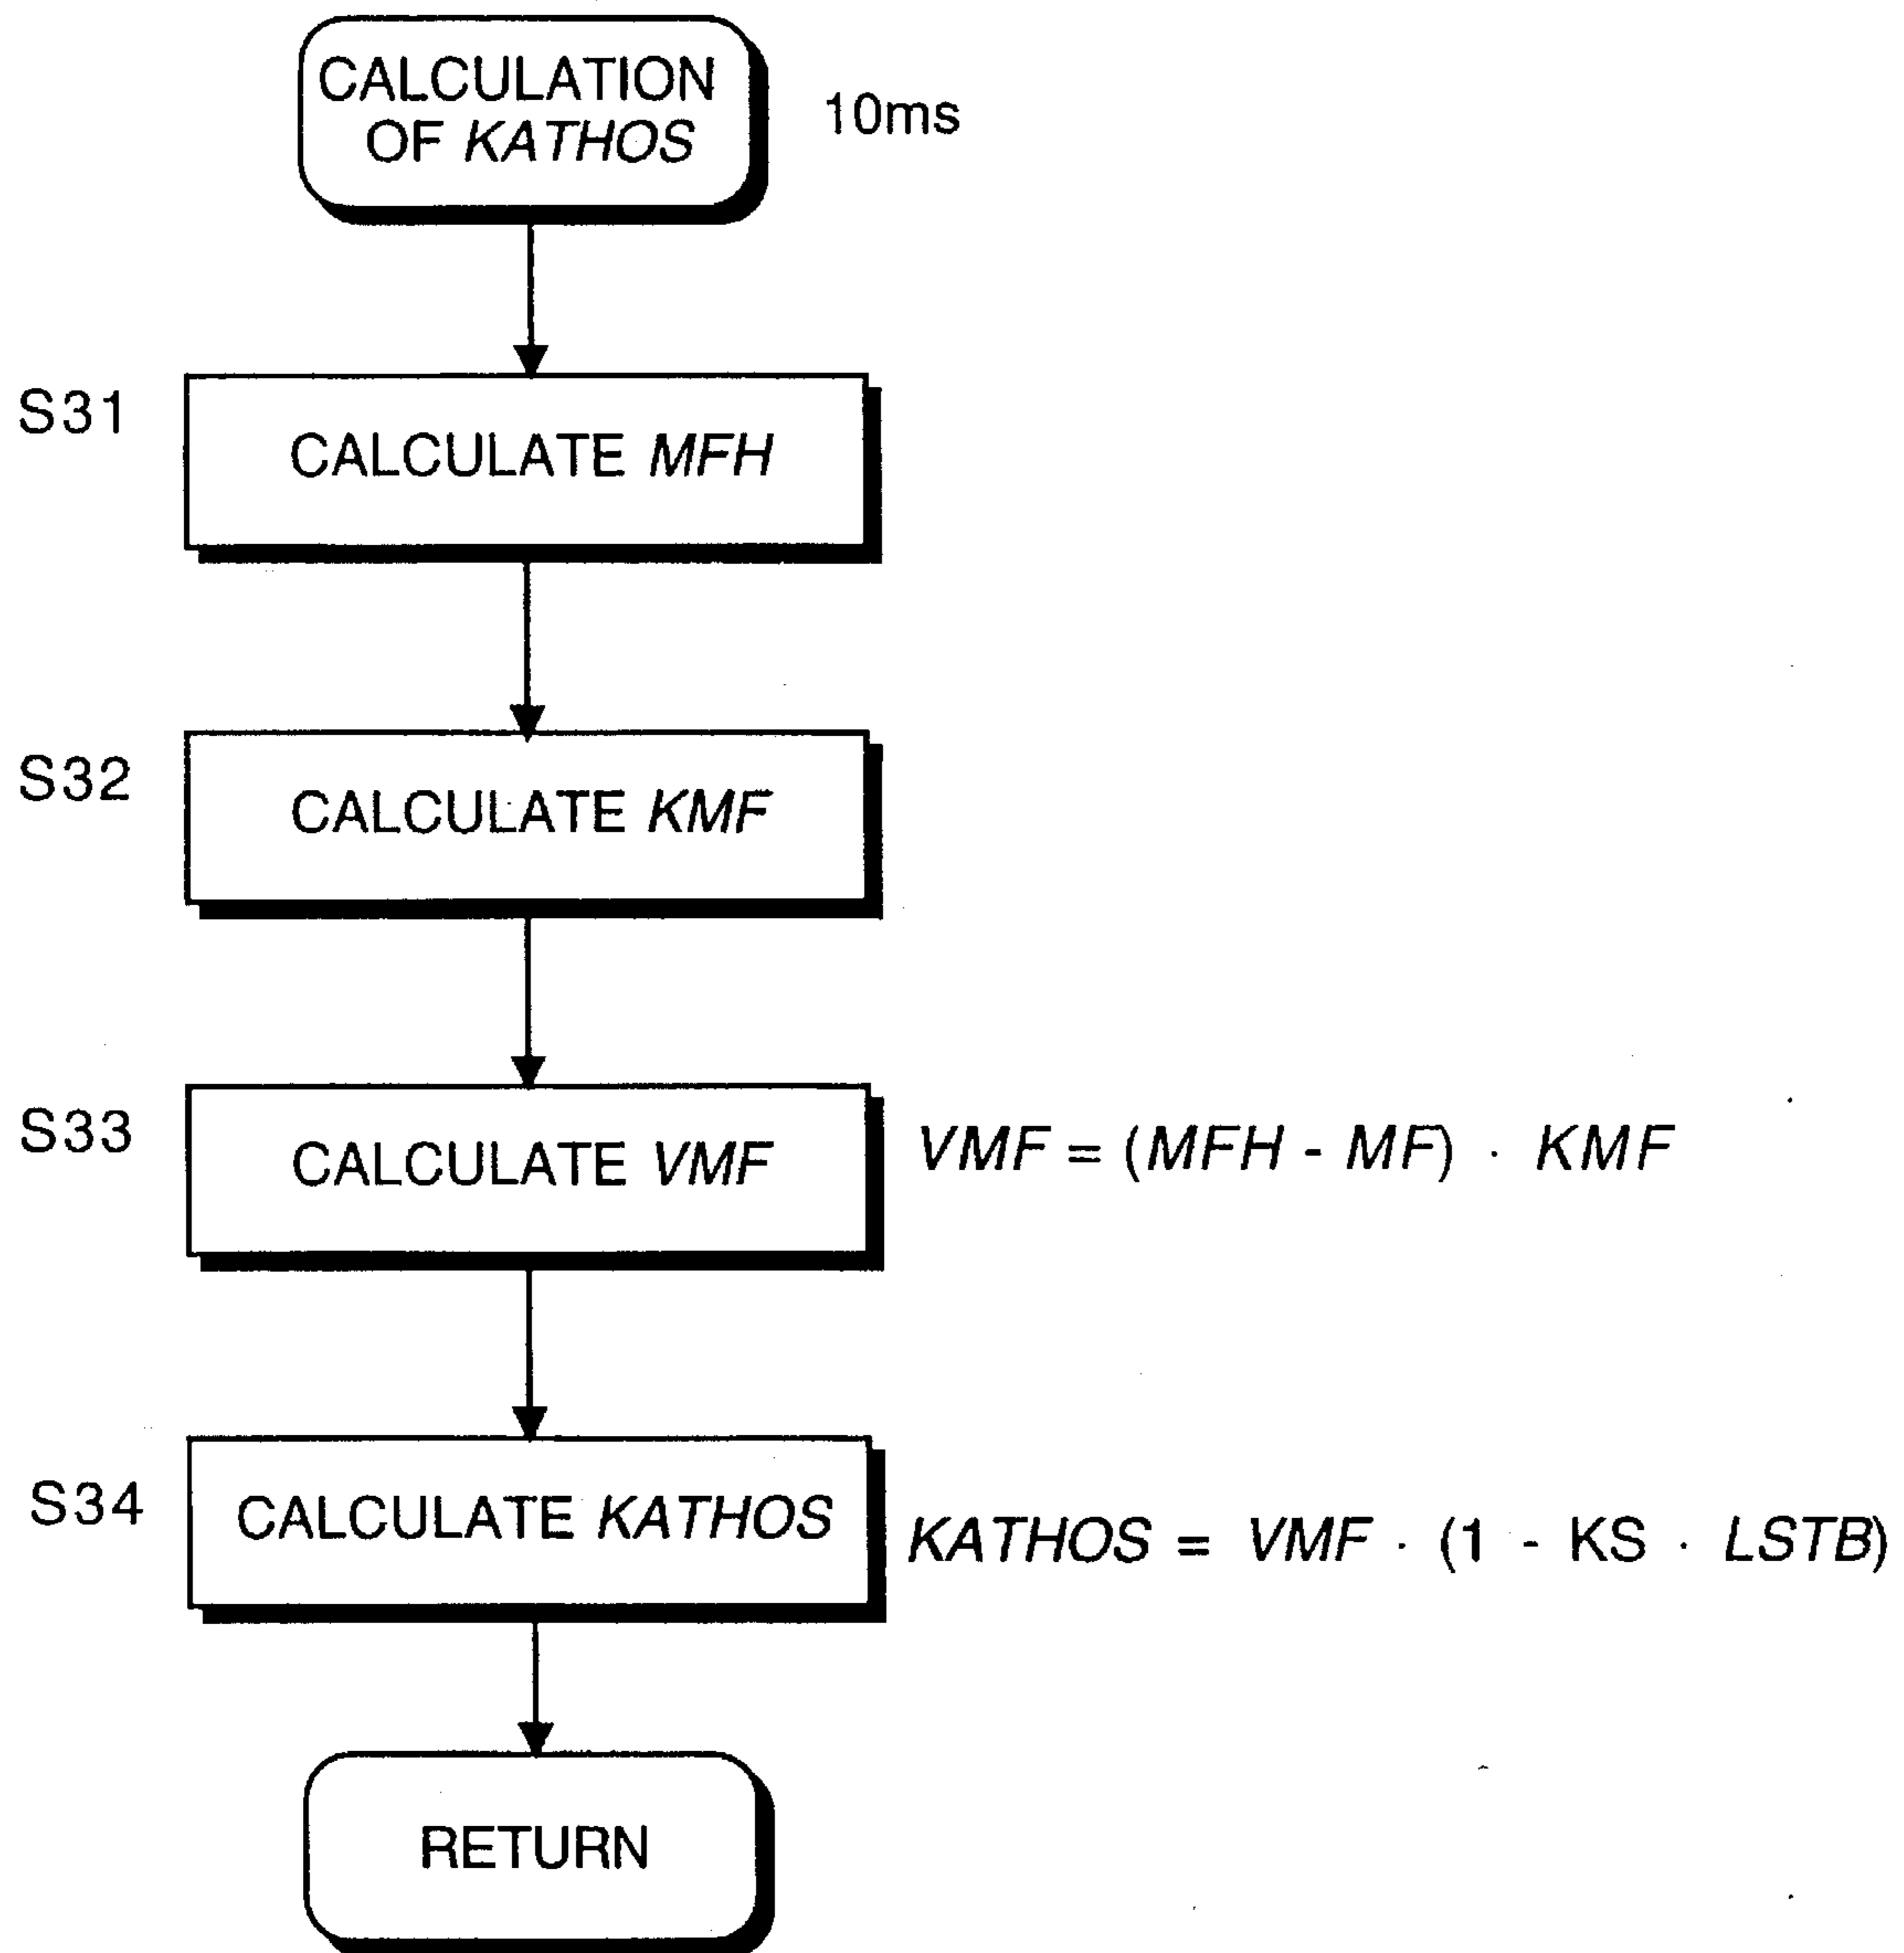 CALCULATION
OF KATHOS
10ms
S31
CALCULATE MFH
S32
CALCULATE KMF
S33
CALCULATE VMF
VMF = (MFH - MF) · KMF
S34
CALCULATE KATHOS
KATHOS = VMF · (1 - KS · LSTB)
RETURN